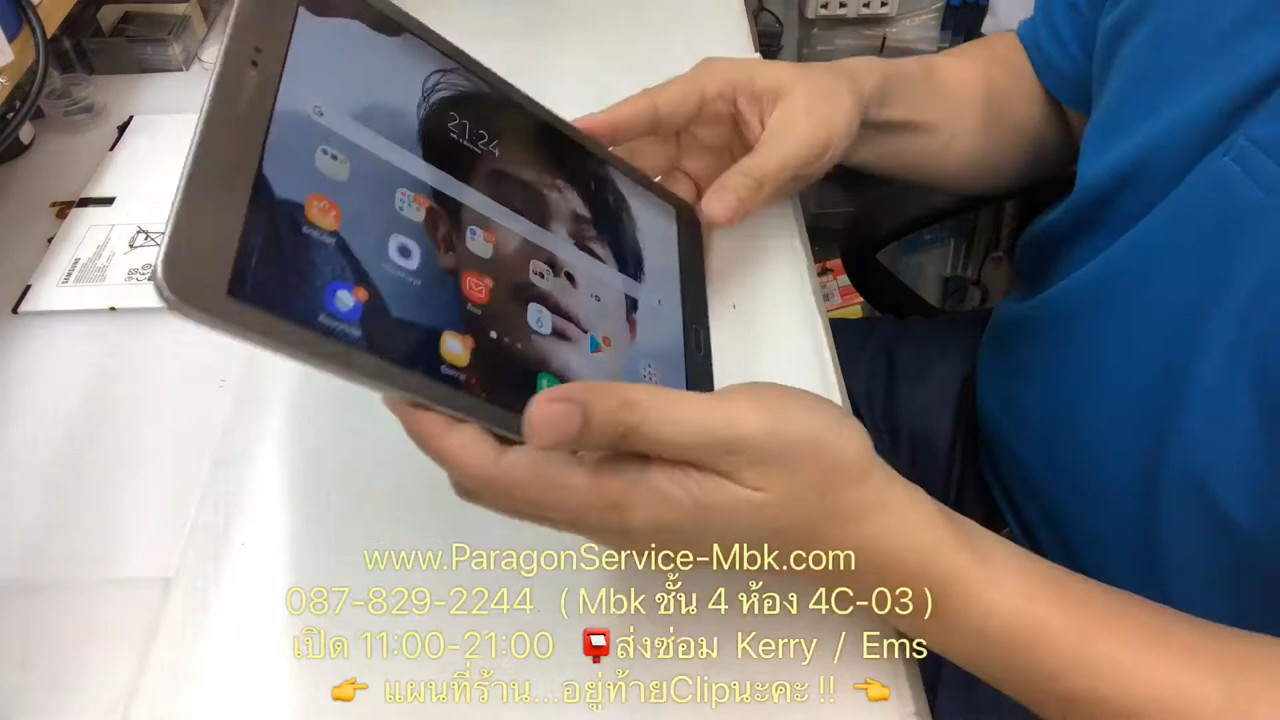 21:24
SAMSUNG
www.ParagonService-Mbk.com
087-829-2244 ( Mbk ชั้น 4 ห้อง 4C-03 )
เปิด 11:00-21:00 📮ส่งซ่อม Kerry / Ems
👉 แผนที่ร้าน...อยู่ท้ายClipนะคะ !! 👈